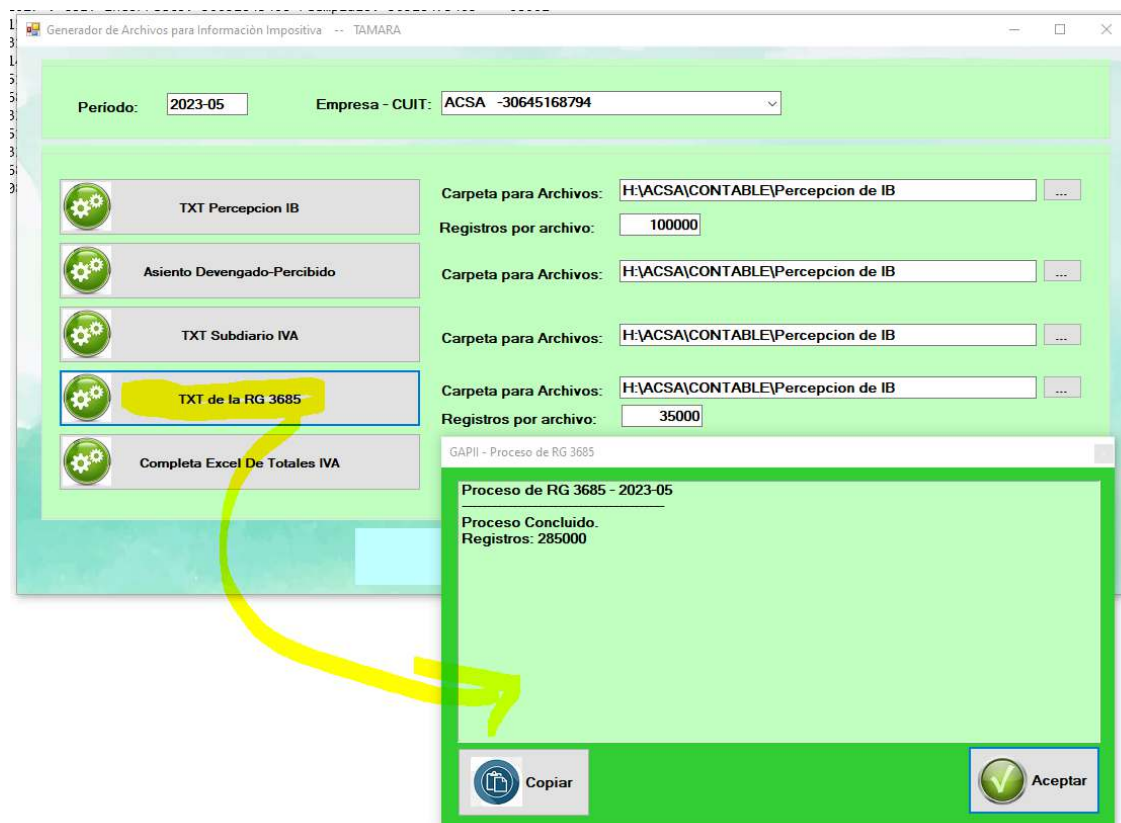 Generador de Archivos para Información Impositiva -- TAMARA
Período: 2023-05 Empresa - CUIT: ACSA -30645168794
TXT Percepcion IB
Carpeta para Archivos: H:\ACSA\CONTABLE\Percepcion de IB ...
Registros por archivo: 100000
Asiento Devengado-Percibido
Carpeta para Archivos: H:\ACSA\CONTABLE\Percepcion de IB ...
TXT Subdiario IVA
Carpeta para Archivos: H:\ACSA\CONTABLE\Percepcion de IB ...
TXT de la RG 3685
Carpeta para Archivos: H:\ACSA\CONTABLE\Percepcion de IB ...
Registros por archivo: 35000
Completa Excel De Totales IVA
GAPII - Proceso de RG 3685
Proceso de RG 3685 - 2023-05
Proceso Concluido.
Registros: 285000
Copiar
Aceptar